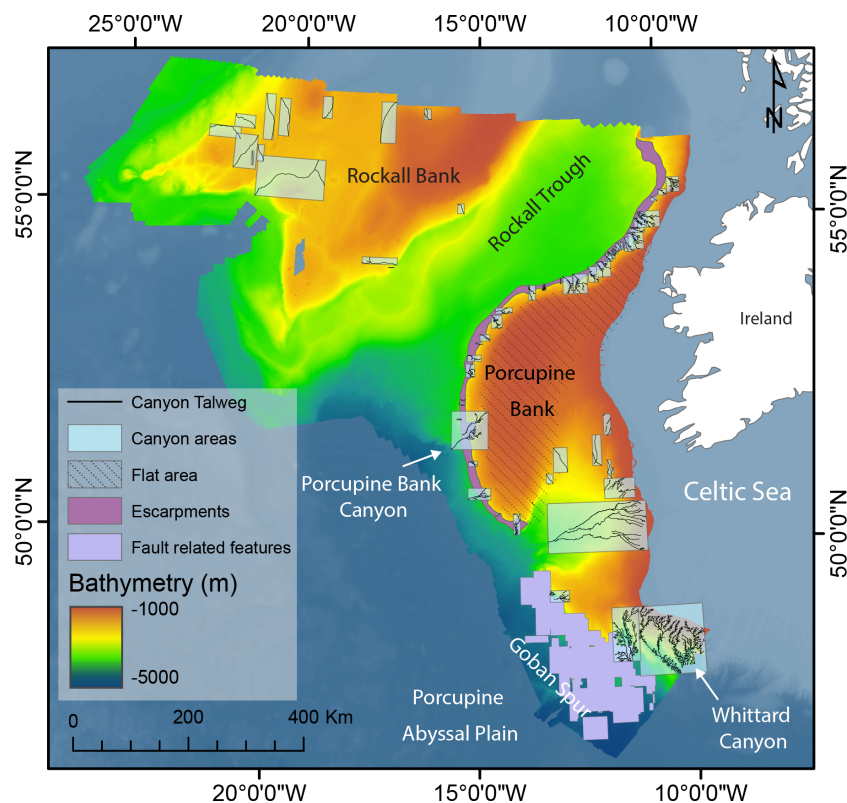 25°0'0"W 20°0'0"W 15°0'0"W 10°0'0"W
N
55°0'0"N
55°0'0"N
Rockall Bank
Rockall Trough
Ireland
Porcupine
Bank
Canyon Talweg
Canyon areas
Flat area
Escarpments
Fault related features
Bathymetry (m)
-1000
-5000
0 200 400 Km
Porcupine Bank
Canyon
Celtic Sea
50°0'0"N
50°0'0"N
Goban Spur
Porcupine
Abyssal Plain
Whittard
Canyon
20°0'0"W 15°0'0"W 10°0'0"W